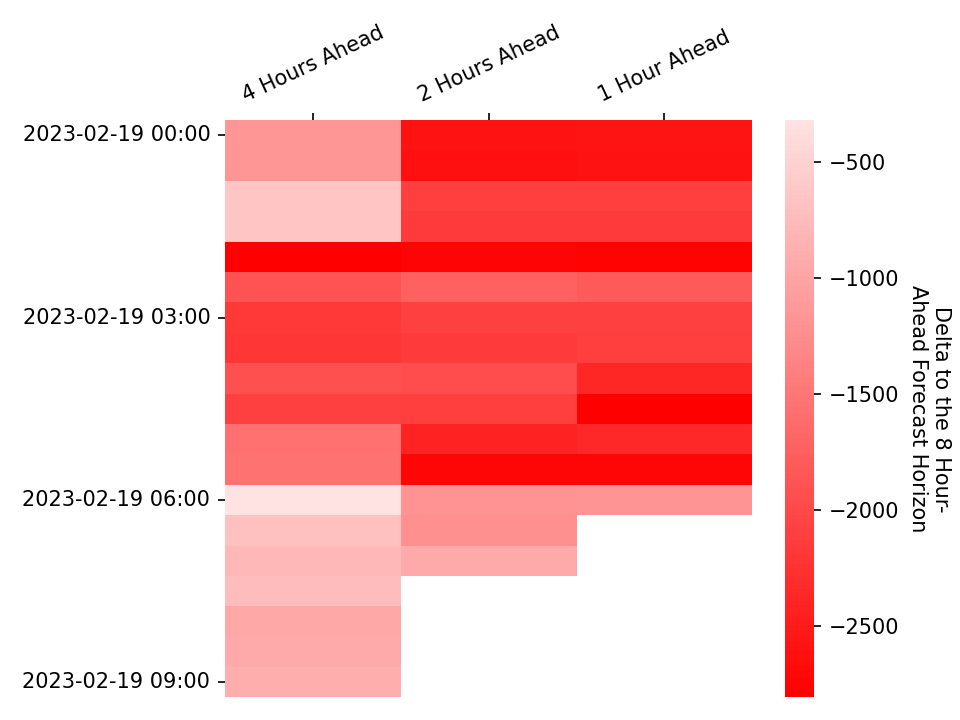 4 Hours Ahead
2 Hours Ahead
1 Hour Ahead
2023-02-19 00:00
2023-02-19 03:00
2023-02-19 06:00
2023-02-19 09:00
−500
−1000
−1500
−2000
−2500
Delta to the 8 Hour-
Ahead Forecast Horizon